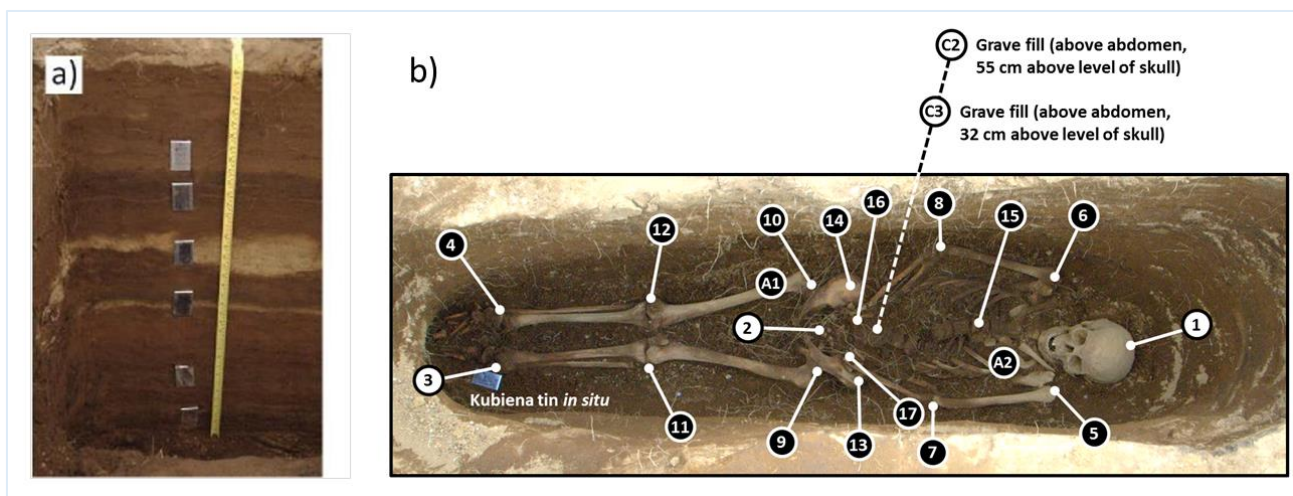 a)
b)
C2 Grave fill (above abdomen,
55 cm above level of skull)
C3 Grave fill (above abdomen,
32 cm above level of skull)
16
8
15
6
10
14
12
4
A1
2
1
3
A2
Kubiena tin in situ
11
17
9
13
7
5